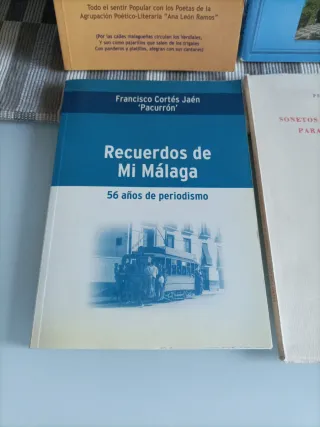 Todo el sentir Popular con los Poetas de la
Agrupación Poético-Literaria "Ana León Ramos"
(Por las calles malagueñas circulan los Verdiales,
Y son como pajarillos que salen de los trigales
Con panderos y platillos, alegran con sus cantares)
Francisco Cortés Jaén
'Pacurrón'
Recuerdos de
Mi Málaga
56 años de periodismo
SONETOS
PARA